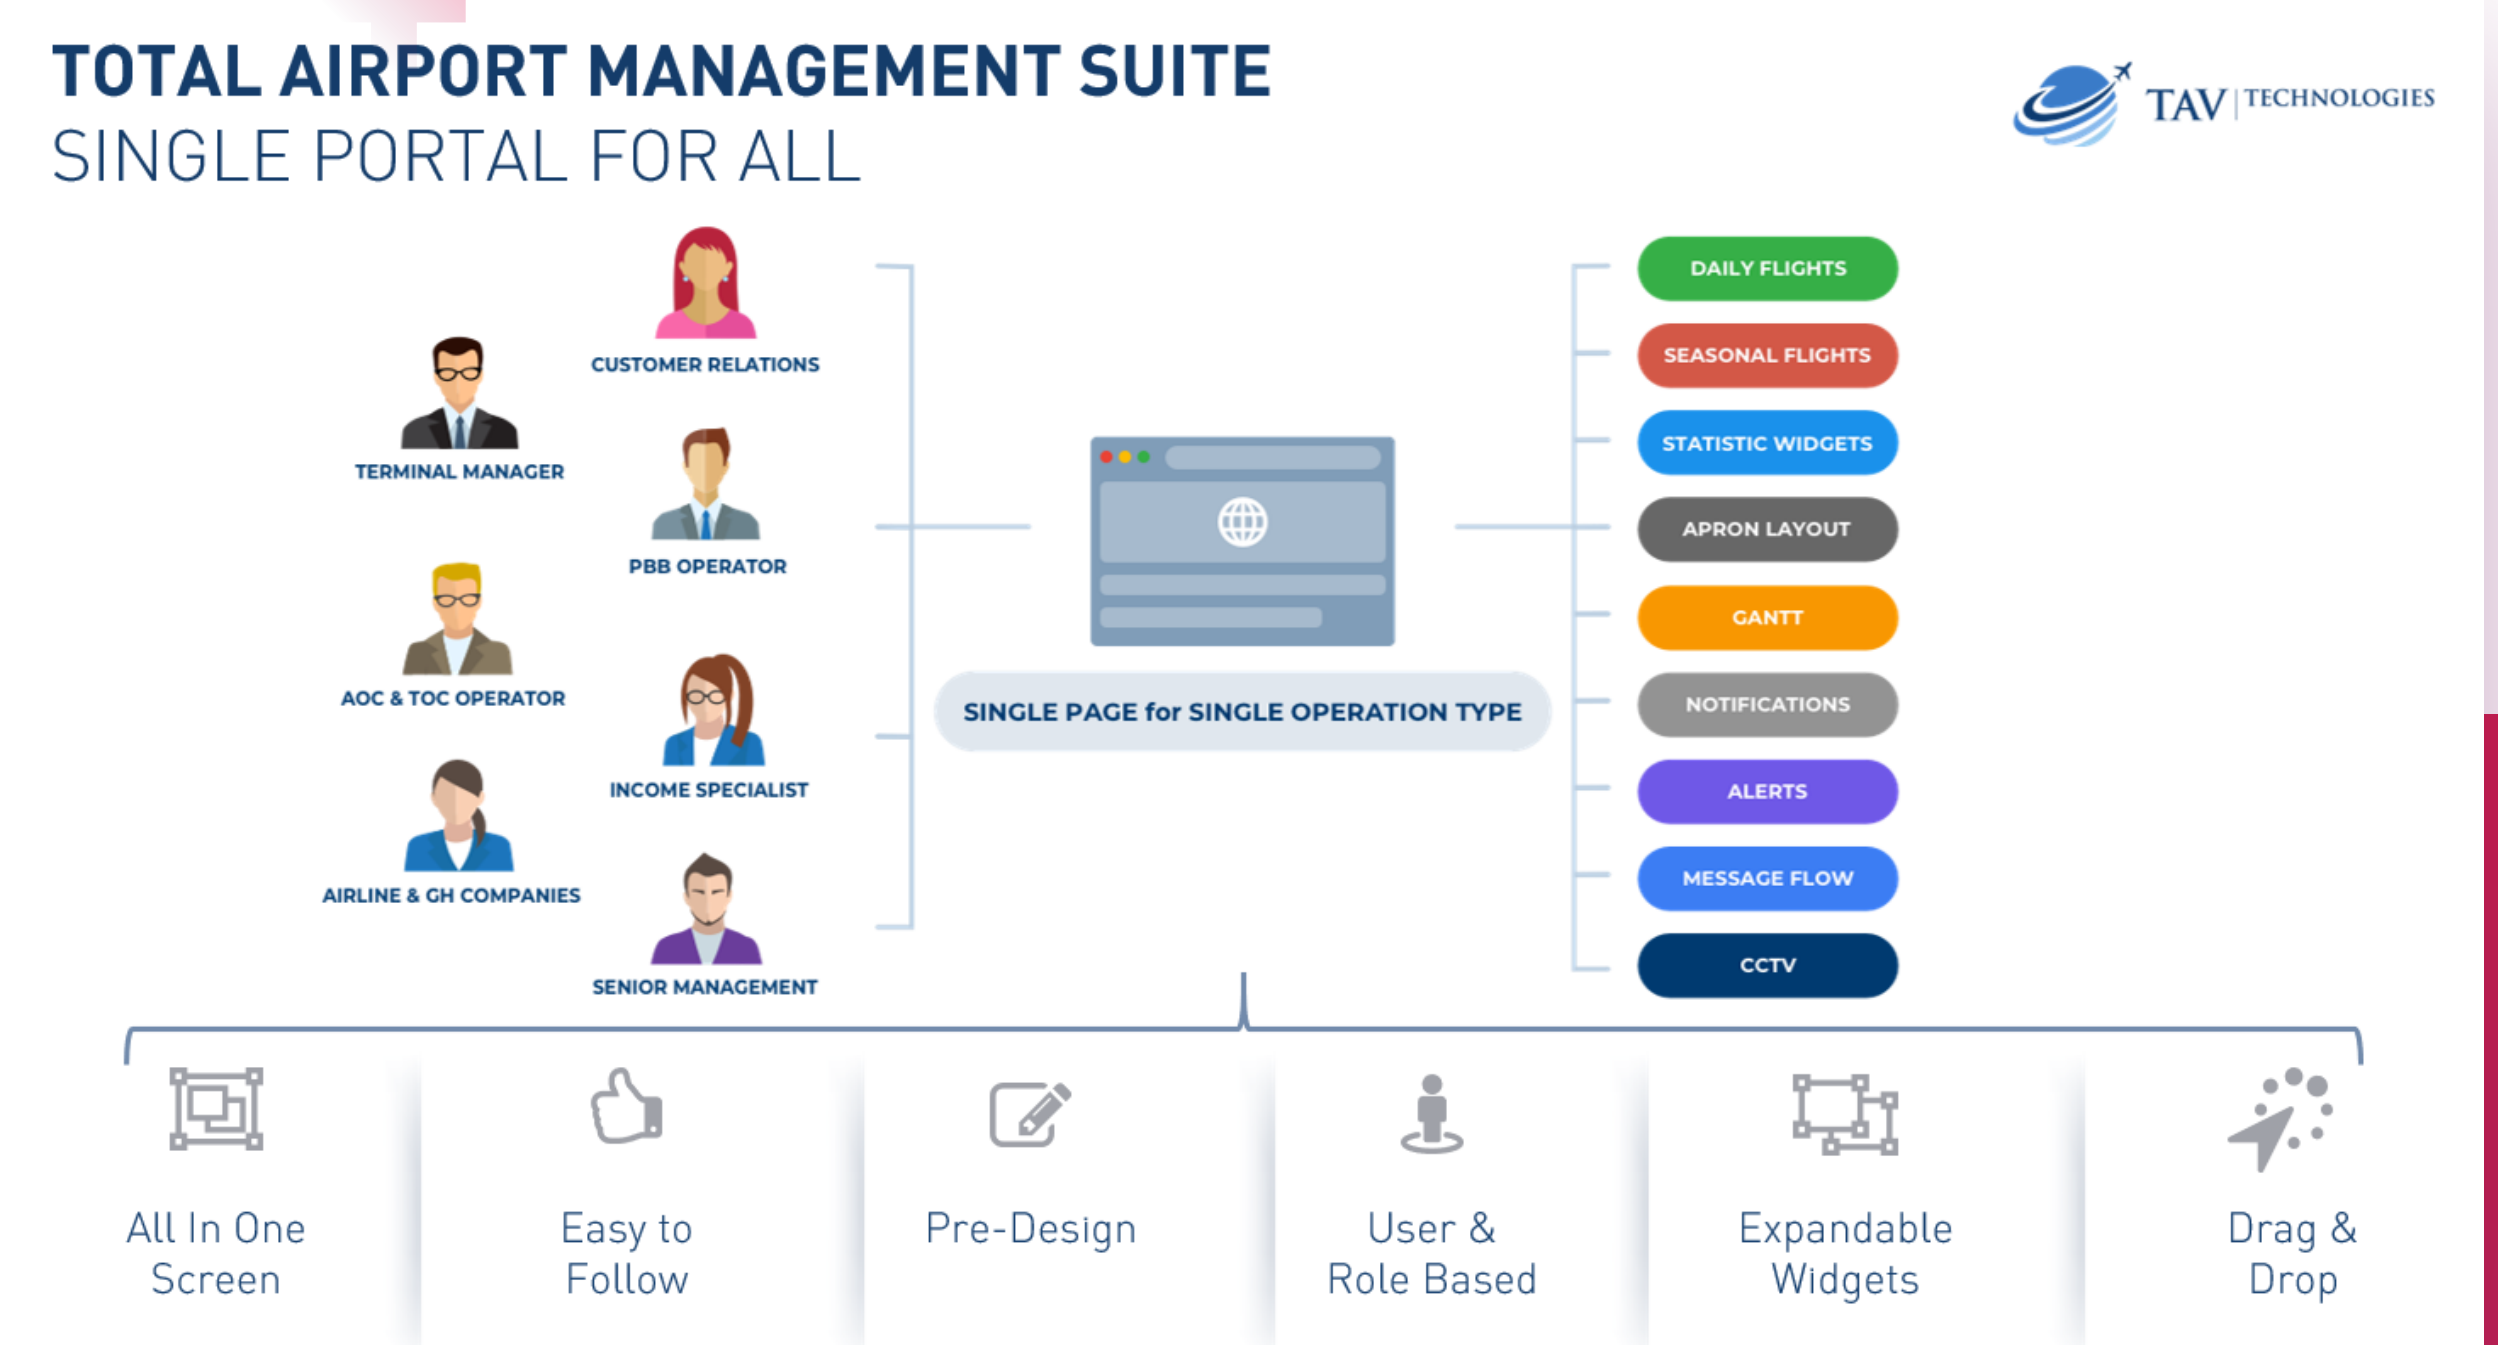 TOTAL AIRPORT MANAGEMENT SUITE
SINGLE PORTAL FOR ALL
TAV TECHNOLOGIES
CUSTOMER RELATIONS
TERMINAL MANAGER
PBB OPERATOR
AOC & TOC OPERATOR
INCOME SPECIALIST
AIRLINE & GH COMPANIES
SENIOR MANAGEMENT
SINGLE PAGE for SINGLE OPERATION TYPE
DAILY FLIGHTS
SEASONAL FLIGHTS
STATISTIC WIDGETS
APRON LAYOUT
GANTT
NOTIFICATIONS
ALERTS
MESSAGE FLOW
CCTV
All In One
Screen
Easy to
Follow
Pre-Design
User &
Role Based
Expandable
Widgets
Drag &
Drop